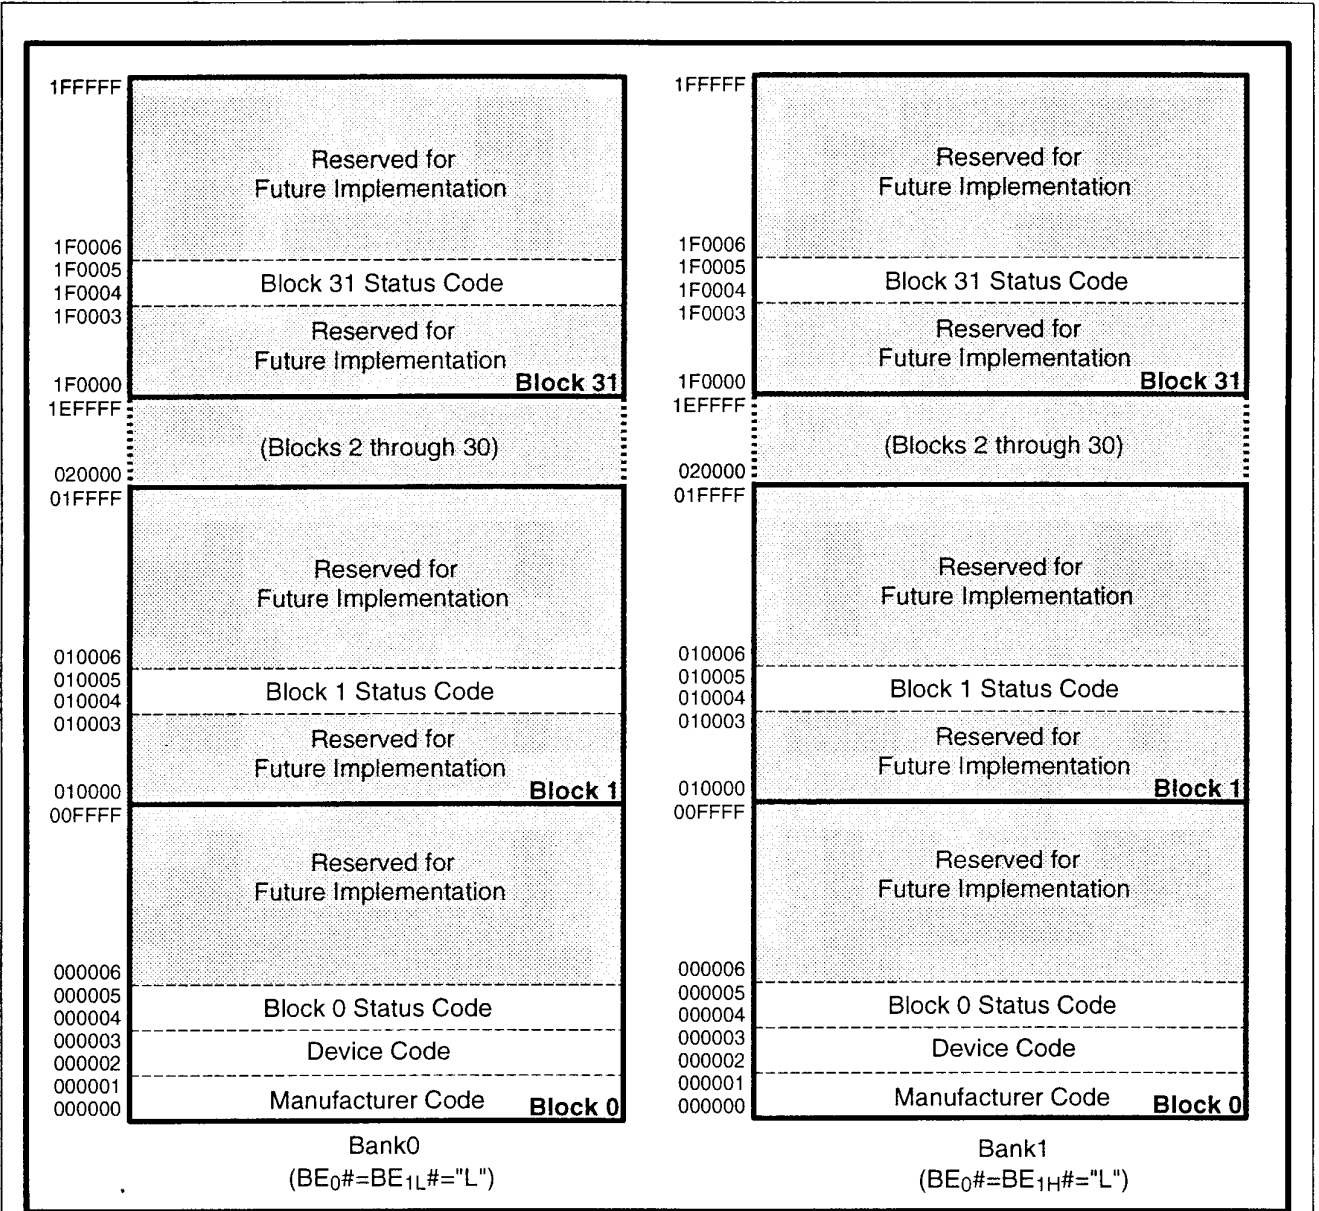 1FFFFF
Reserved for
Future Implementation
1F0006
1F0005
Block 31 Status Code
1F0004
1F0003
Reserved for
Future Implementation
1F0000
Block 31
1EFFFF
(Blocks 2 through 30)
020000
01FFFF
Reserved for
Future Implementation
010006
010005
Block 1 Status Code
010004
010003
Reserved for
Future Implementation
010000
Block 1
00FFFF
Reserved for
Future Implementation
000006
000005
Block 0 Status Code
000004
000003
Device Code
000002
000001
Manufacturer Code
000000
Block 0
Bank0
(BE0#=BE1L#="L")
1FFFFF
Reserved for
Future Implementation
1F0006
1F0005
Block 31 Status Code
1F0004
1F0003
Reserved for
Future Implementation
1F0000
Block 31
1EFFFF
(Blocks 2 through 30)
020000
01FFFF
Reserved for
Future Implementation
010006
010005
Block 1 Status Code
010004
010003
Reserved for
Future Implementation
010000
Block 1
00FFFF
Reserved for
Future Implementation
000006
000005
Block 0 Status Code
000004
000003
Device Code
000002
000001
Manufacturer Code
000000
Block 0
Bank1
(BE0#=BE1H#="L")